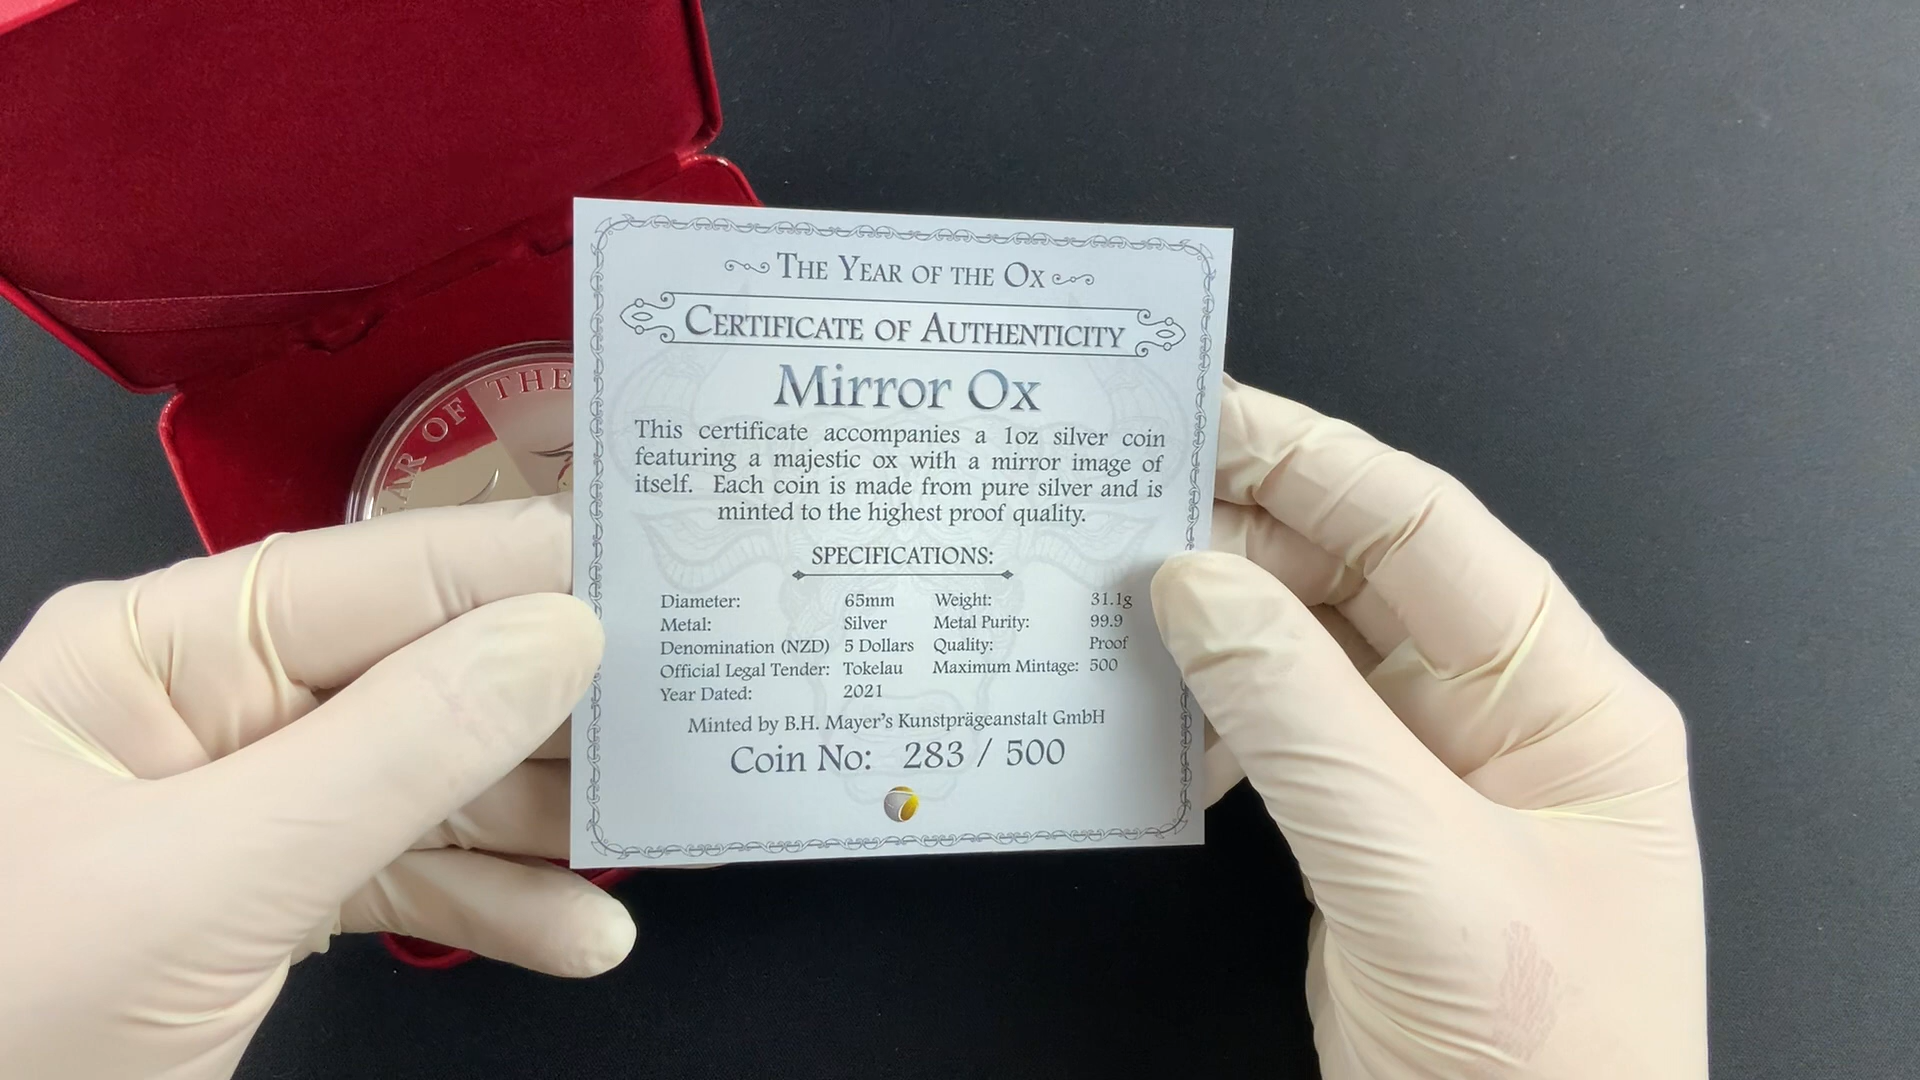 THE YEAR OF THE OX
CERTIFICATE OF AUTHENTICITY
Mirror Ox
This certificate accompanies a 1oz silver coin
featuring a majestic ox with a mirror image of
itself. Each coin is made from pure silver and is
minted to the highest proof quality.
SPECIFICATIONS:
Diameter: 65mm Weight: 31.1g
Metal: Silver Metal Purity: 99.9
Denomination (NZD) 5 Dollars Quality: Proof
Official Legal Tender: Tokelau Maximum Mintage: 500
Year Dated: 2021
Minted by B.H. Mayer's Kunstprägeanstalt GmbH
Coin No: 283 / 500
OF THE